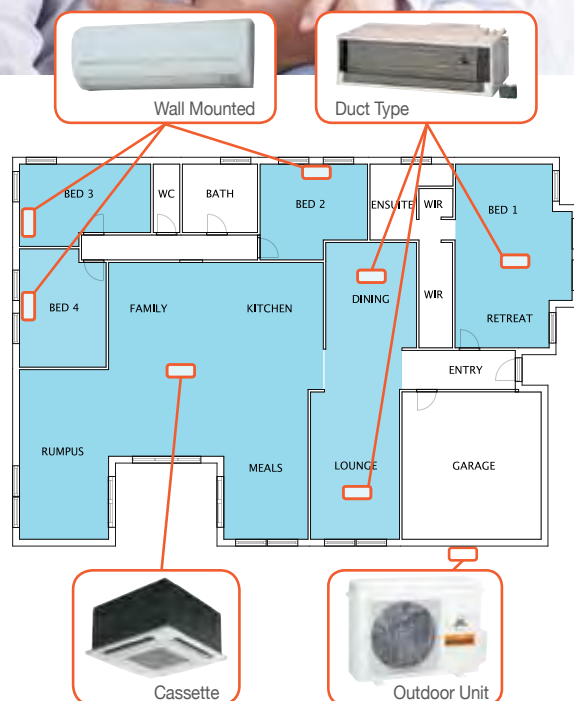 Wall Mounted
Duct Type
BED 3
WC
BATH
BED 2
ENSUITE
WIR
BED 1
BED 4
FAMILY
KITCHEN
DINING
WIR
RETREAT
ENTRY
RUMPUS
MEALS
LOUNGE
GARAGE
Cassette
Outdoor Unit